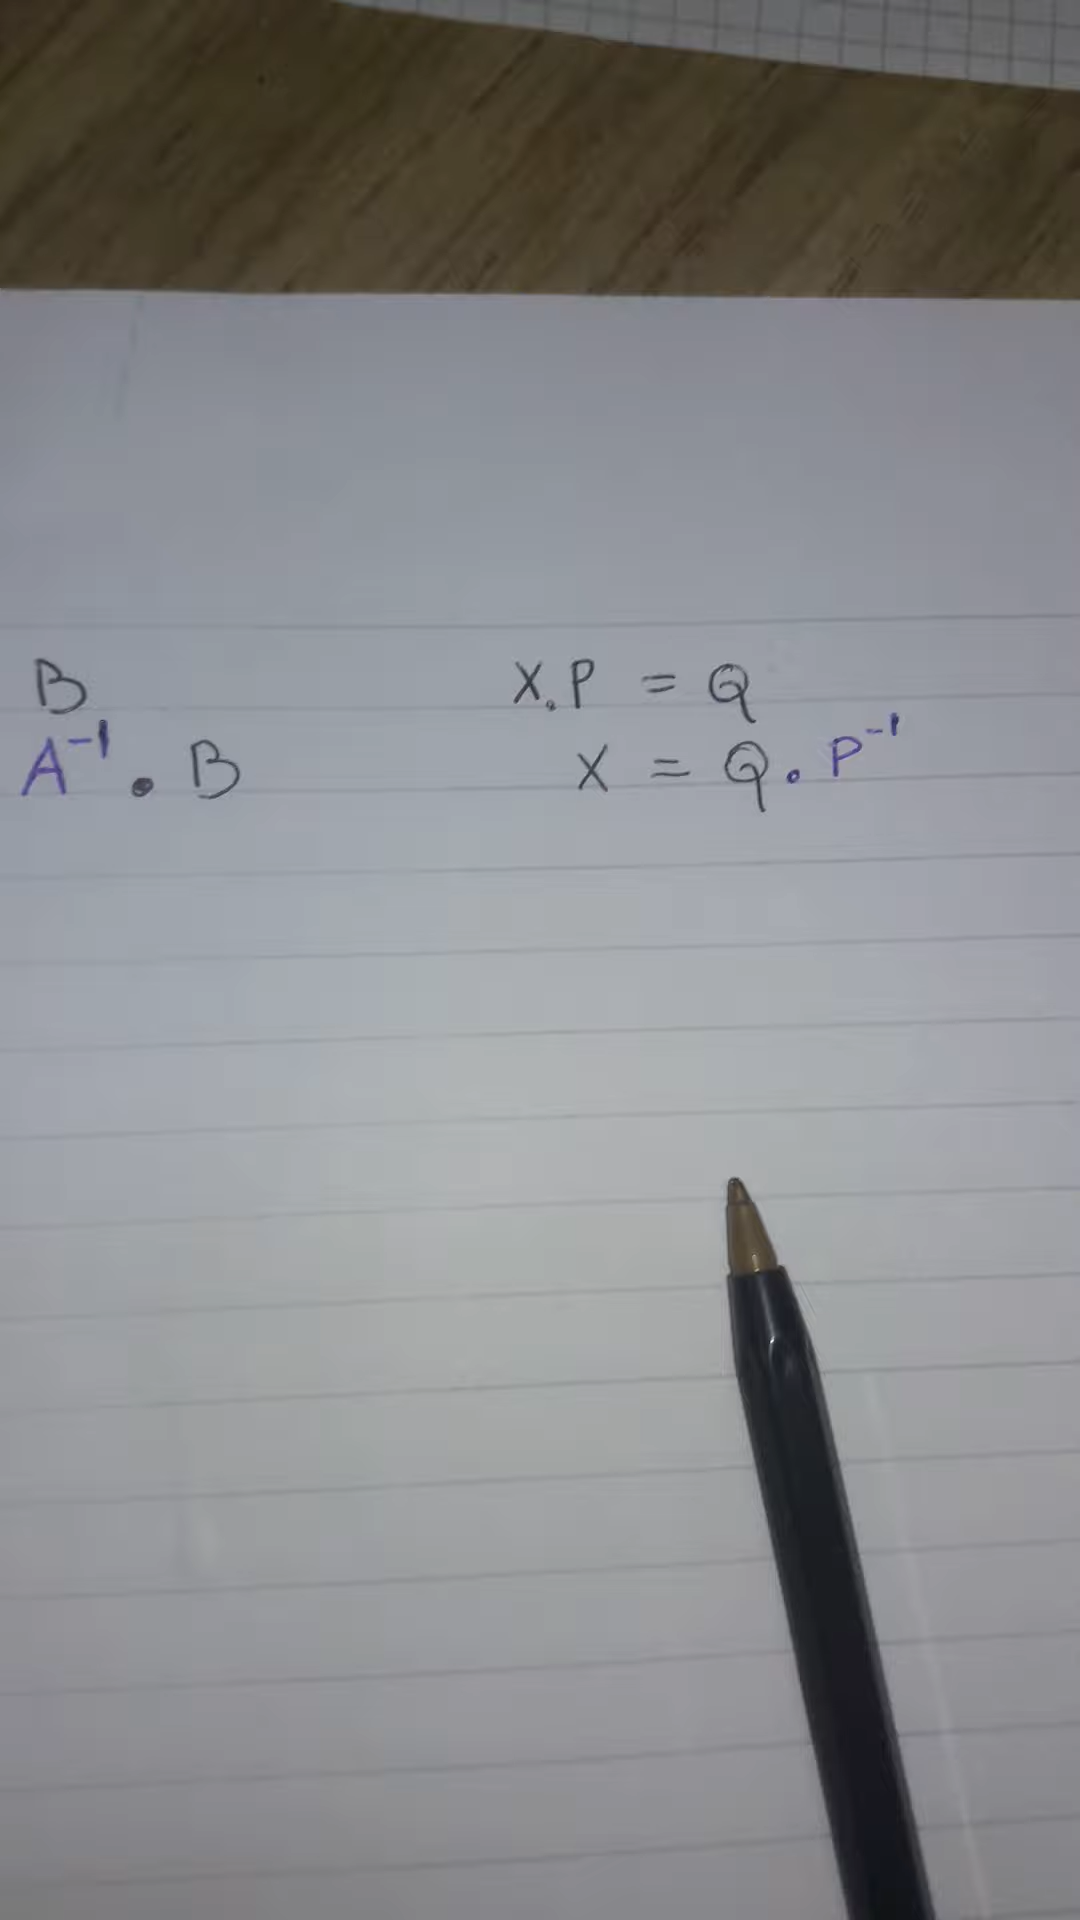 B X.P = Q
A⁻¹ . B X = Q . P⁻¹